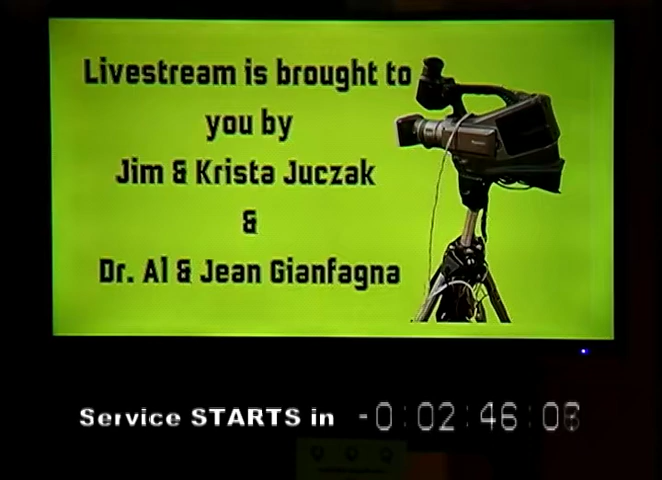 Livestream is brought to
you by
Jim & Krista Juczak
&
Dr. Al & Jean Gianfagna
Service STARTS in -0:02:46:08